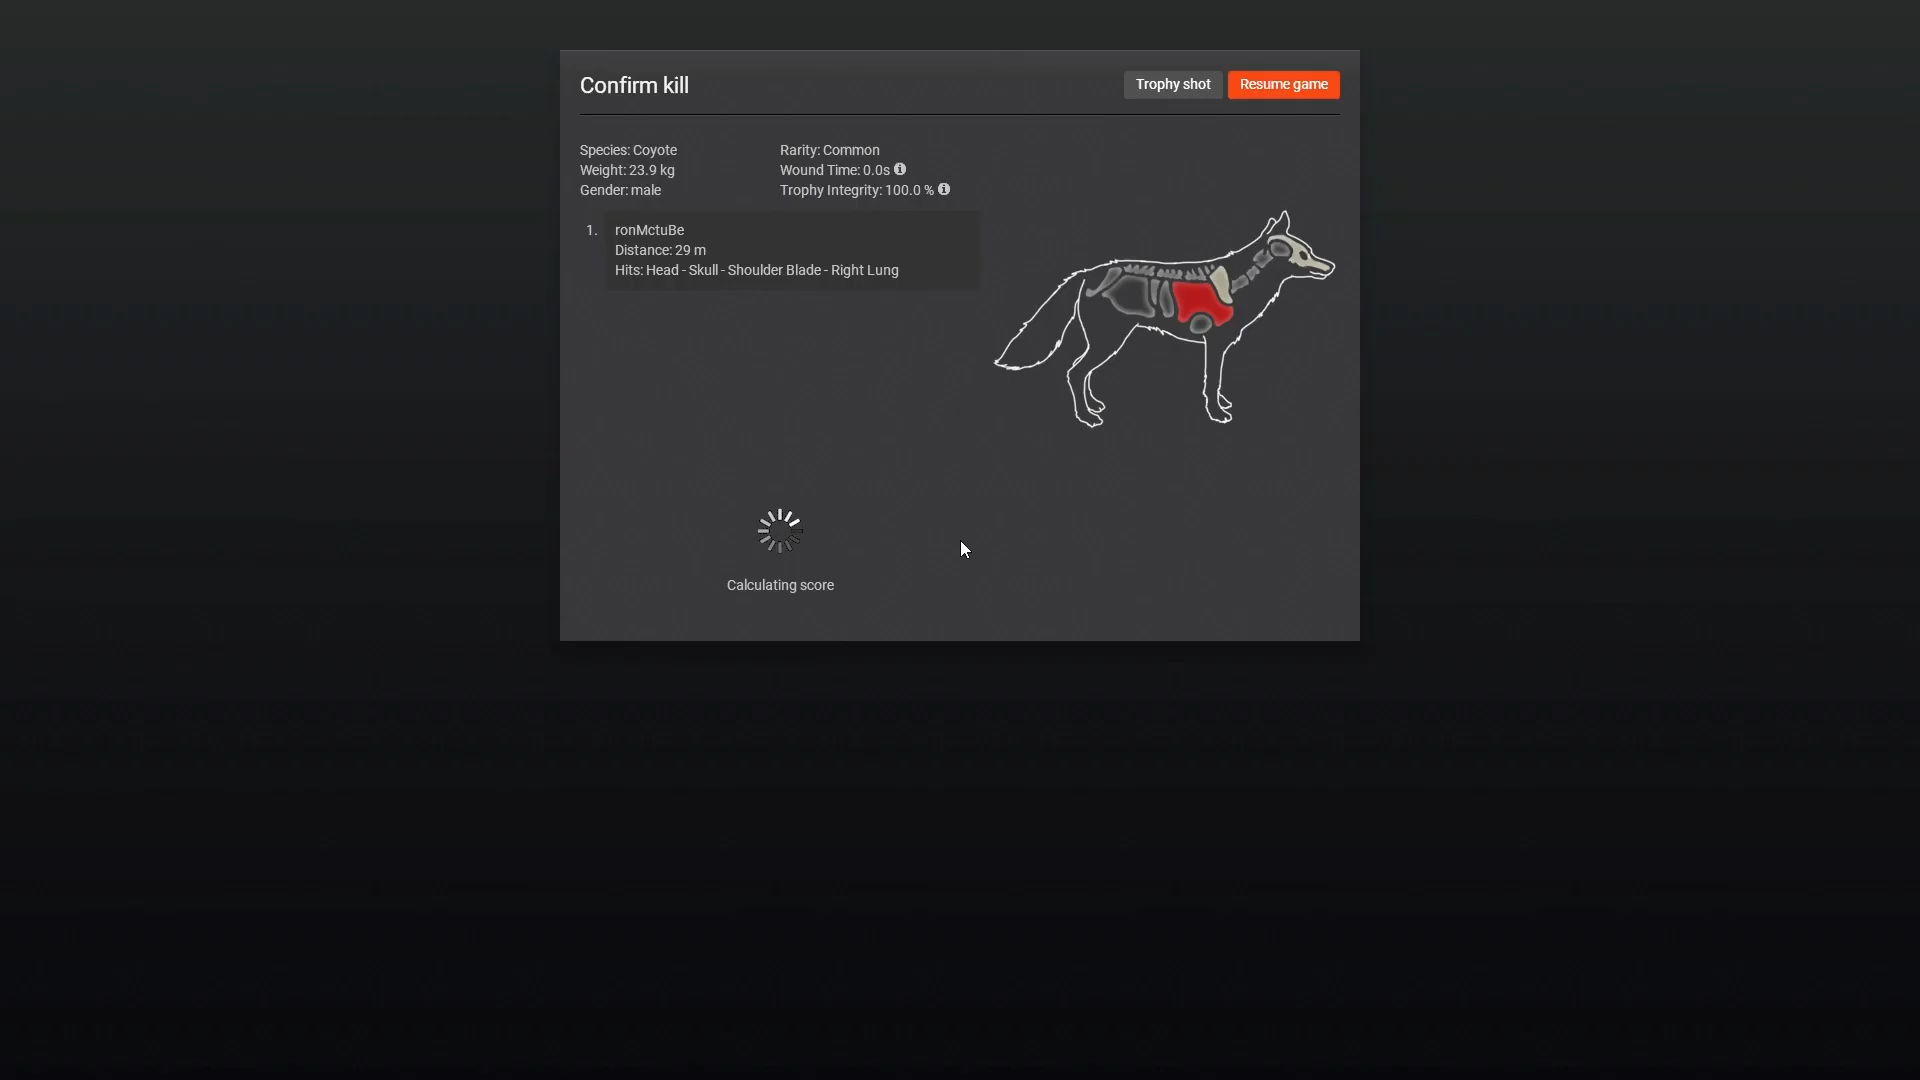 Confirm kill
Trophy shot
Resume game
Species: Coyote
Weight: 23.9 kg
Gender: male
Rarity: Common
Wound Time: 0.0s
Trophy Integrity: 100.0 %
1.
ronMctuBe
Distance: 29 m
Hits: Head - Skull - Shoulder Blade - Right Lung
Calculating score